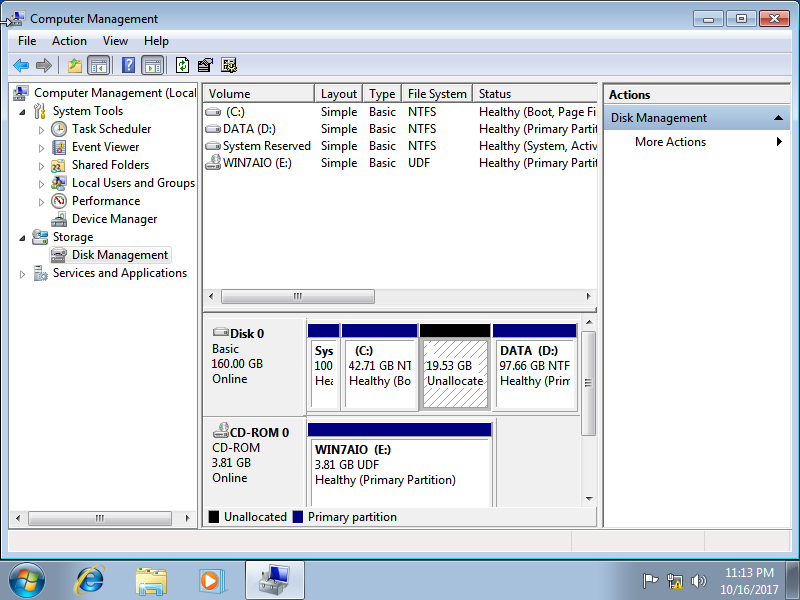 Computer Management
File Action View Help
Computer Management (Local
System Tools
Task Scheduler
Event Viewer
Shared Folders
Local Users and Groups
Performance
Device Manager
Storage
Disk Management
Services and Applications
Volume Layout Type File System Status
(C:) Simple Basic NTFS Healthy (Boot, Page Fi
DATA (D:) Simple Basic NTFS Healthy (Primary Partit
System Reserved Simple Basic NTFS Healthy (System, Activ
WIN7AIO (E:) Simple Basic UDF Healthy (Primary Partit
Disk 0
Basic
160.00 GB
Online
Sys
100
Hea
(C:)
42.71 GB NT
Healthy (Bo
19.53 GB
Unallocate
DATA (D:)
97.66 GB NTF
Healthy (Prim
CD-ROM 0
CD-ROM
3.81 GB
Online
WIN7AIO (E:)
3.81 GB UDF
Healthy (Primary Partition)
Unallocated Primary partition
Actions
Disk Management
More Actions
11:13 PM
10/16/2017